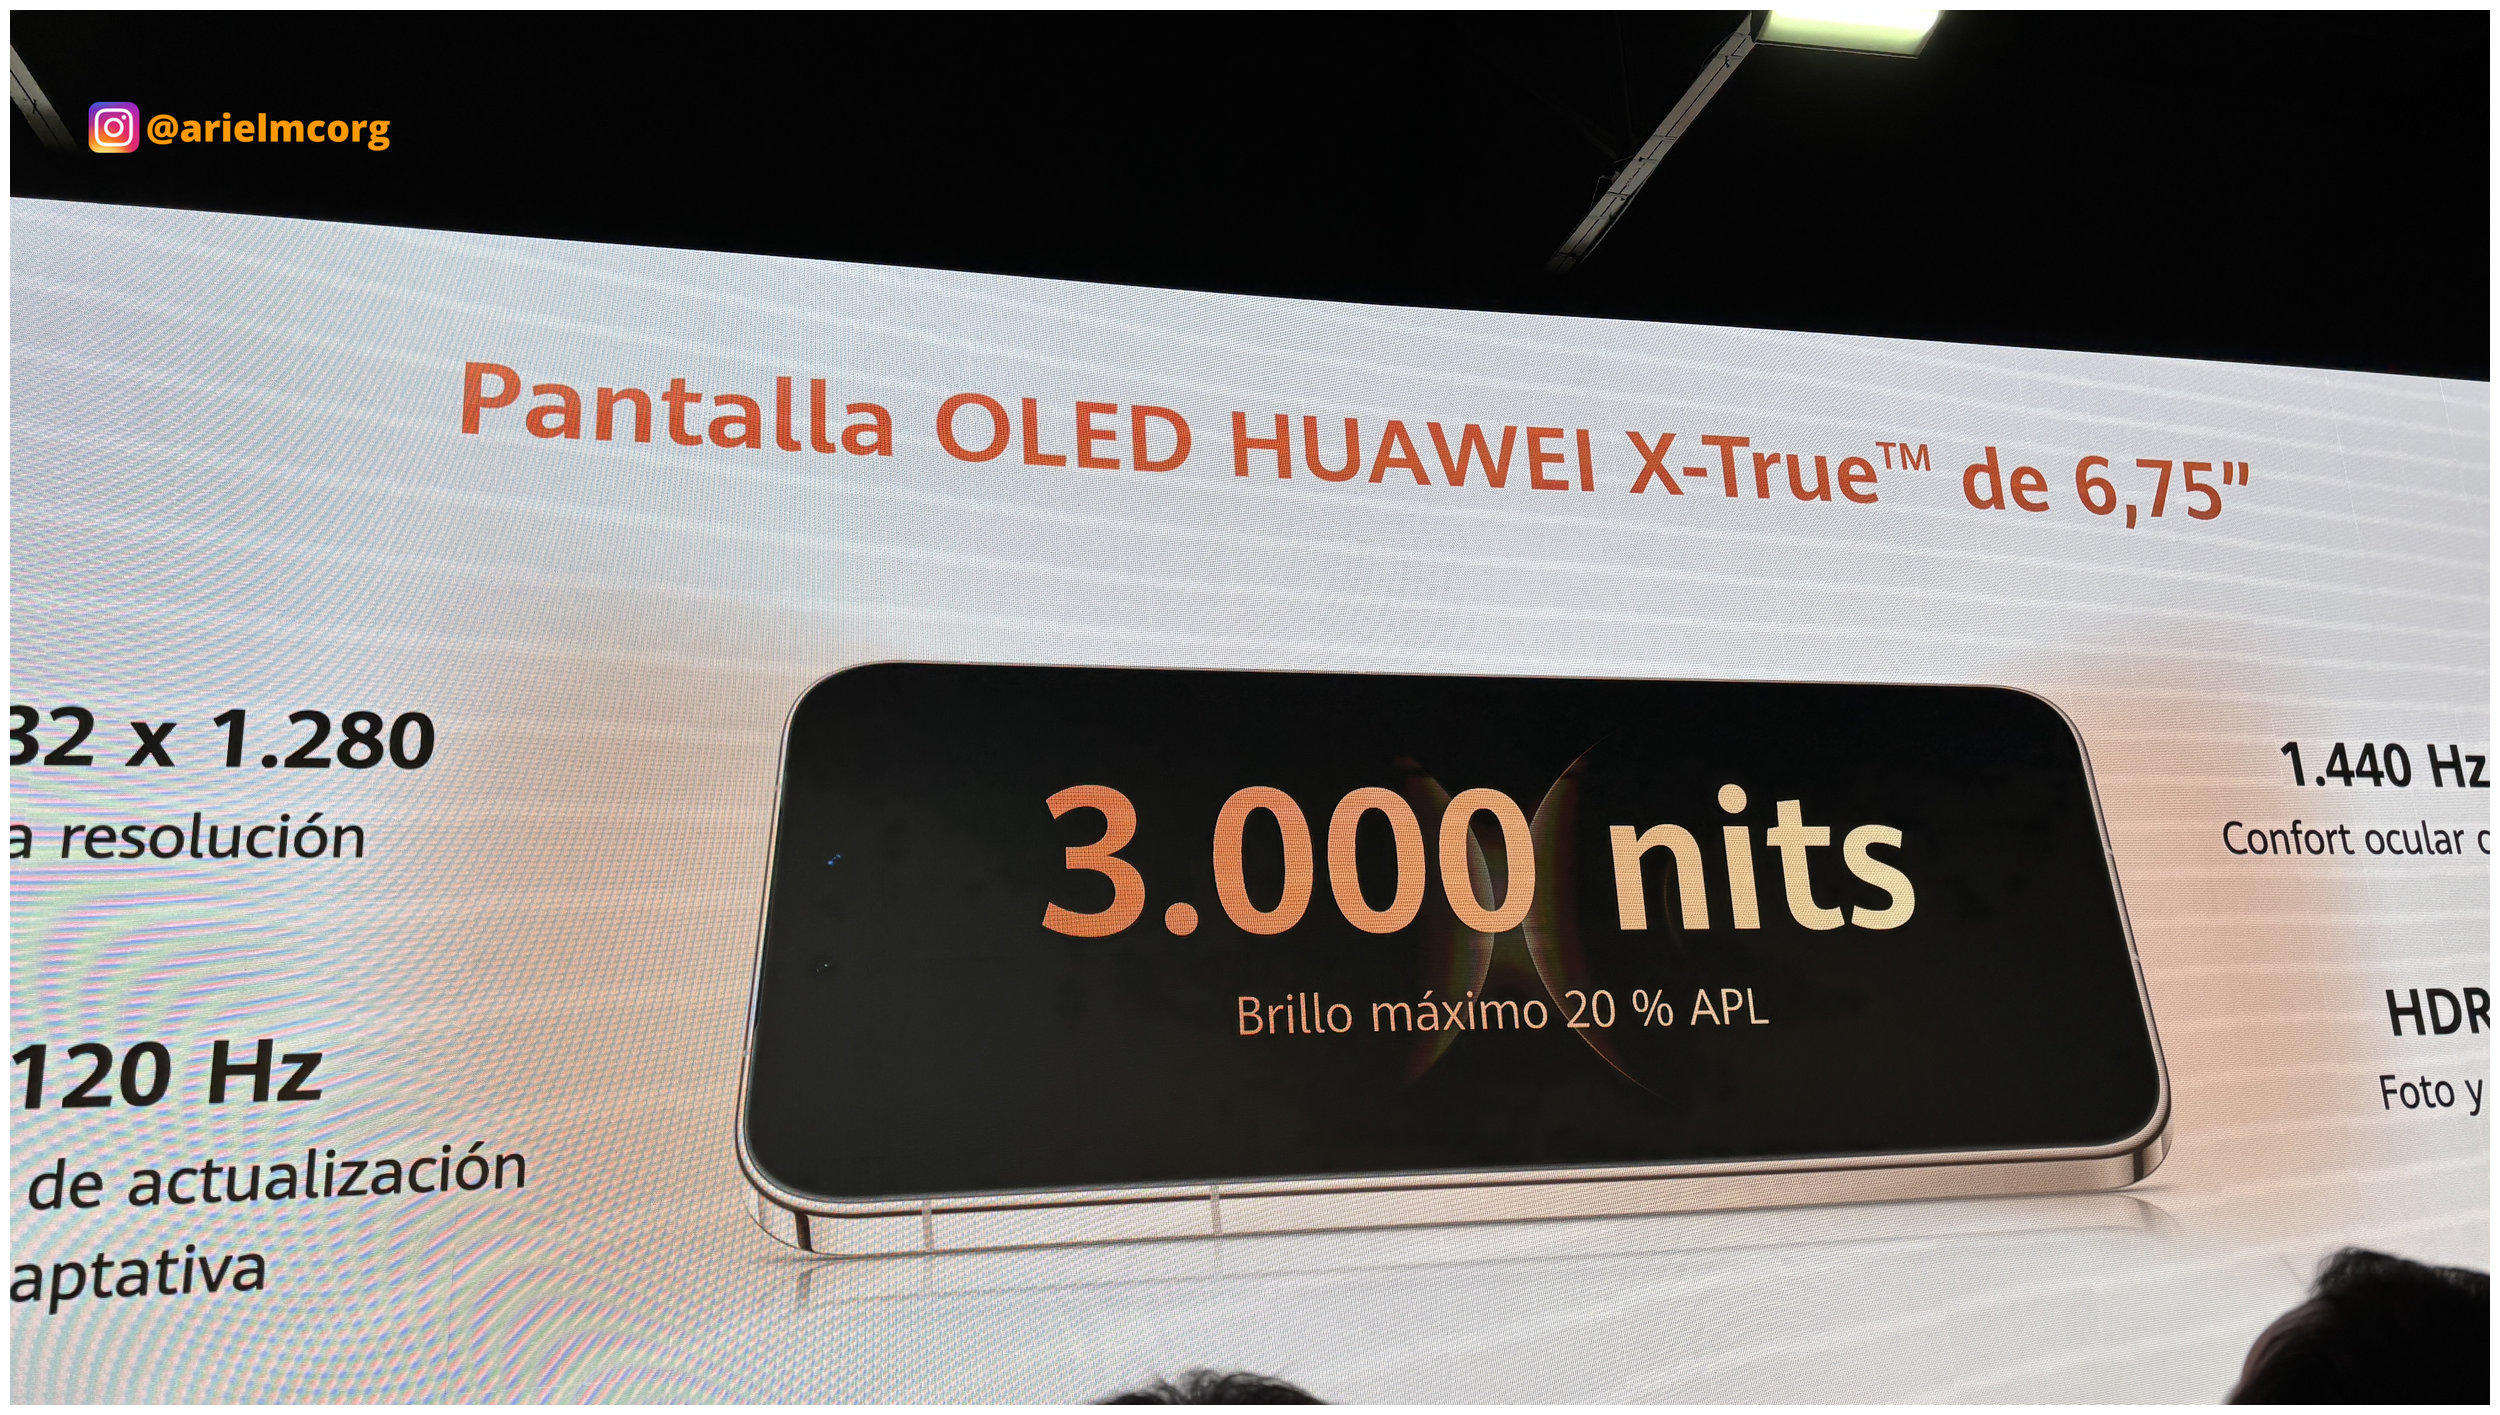 @arielmcorg
Pantalla OLED HUAWEI X-True™ de 6,75"
32 x 1.280
a resolución
120 Hz
de actualización
aptativa
3.000 nits
Brillo máximo 20 % APL
1.440 Hz
Confort ocular
HDR
Foto y